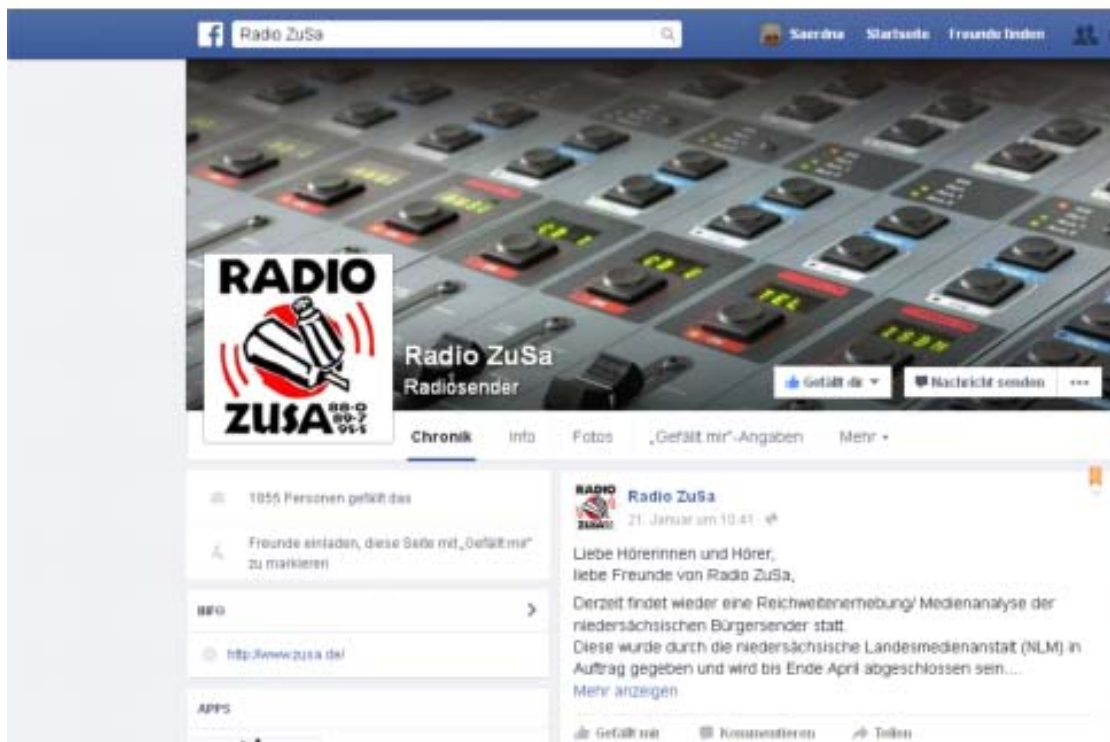 Radio ZuSa
Saerdna Startseite Freunde finden
CD 1
CD 2
TEL
ISDN
RADIO
ZUSA 88·0
89·7
95·5
Radio ZuSa
Radiosender
Gefällt dir
Nachricht senden
Chronik Info Fotos „Gefällt mir“-Angaben Mehr
1855 Personen gefällt das
Freunde einladen, diese Seite mit „Gefällt mir“
zu markieren
INFO
http://www.zusa.de/
APPS
RADIO
ZUSA
Radio ZuSa
21. Januar um 10:41
Liebe Hörerinnen und Hörer,
liebe Freunde von Radio ZuSa,
Derzeit findet wieder eine Reichweitenerhebung/ Medienanalyse der
niedersächsischen Bürgersender statt.
Diese wurde durch die niedersächsische Landesmedienanstalt (NLM) in
Auftrag gegeben und wird bis Ende April abgeschlossen sein....
Mehr anzeigen
Gefällt mir Kommentieren Teilen